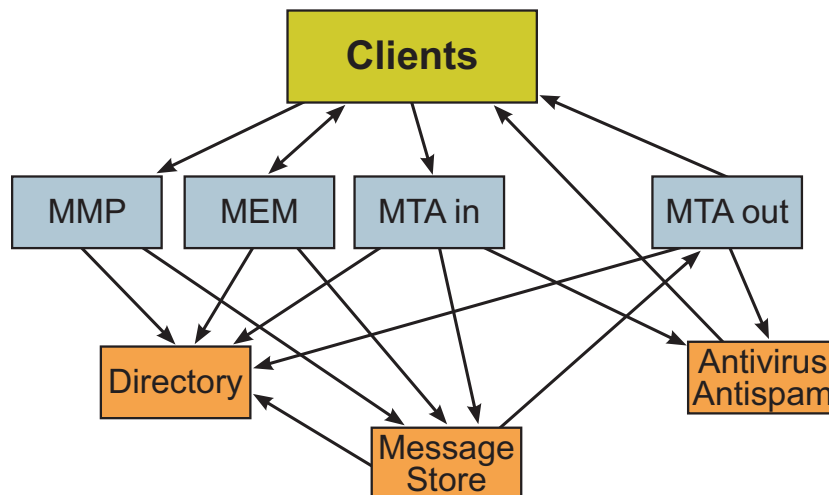 Clients
MMP
MEM
MTA in
MTA out
Directory
Antivirus
Antispam
Message
Store